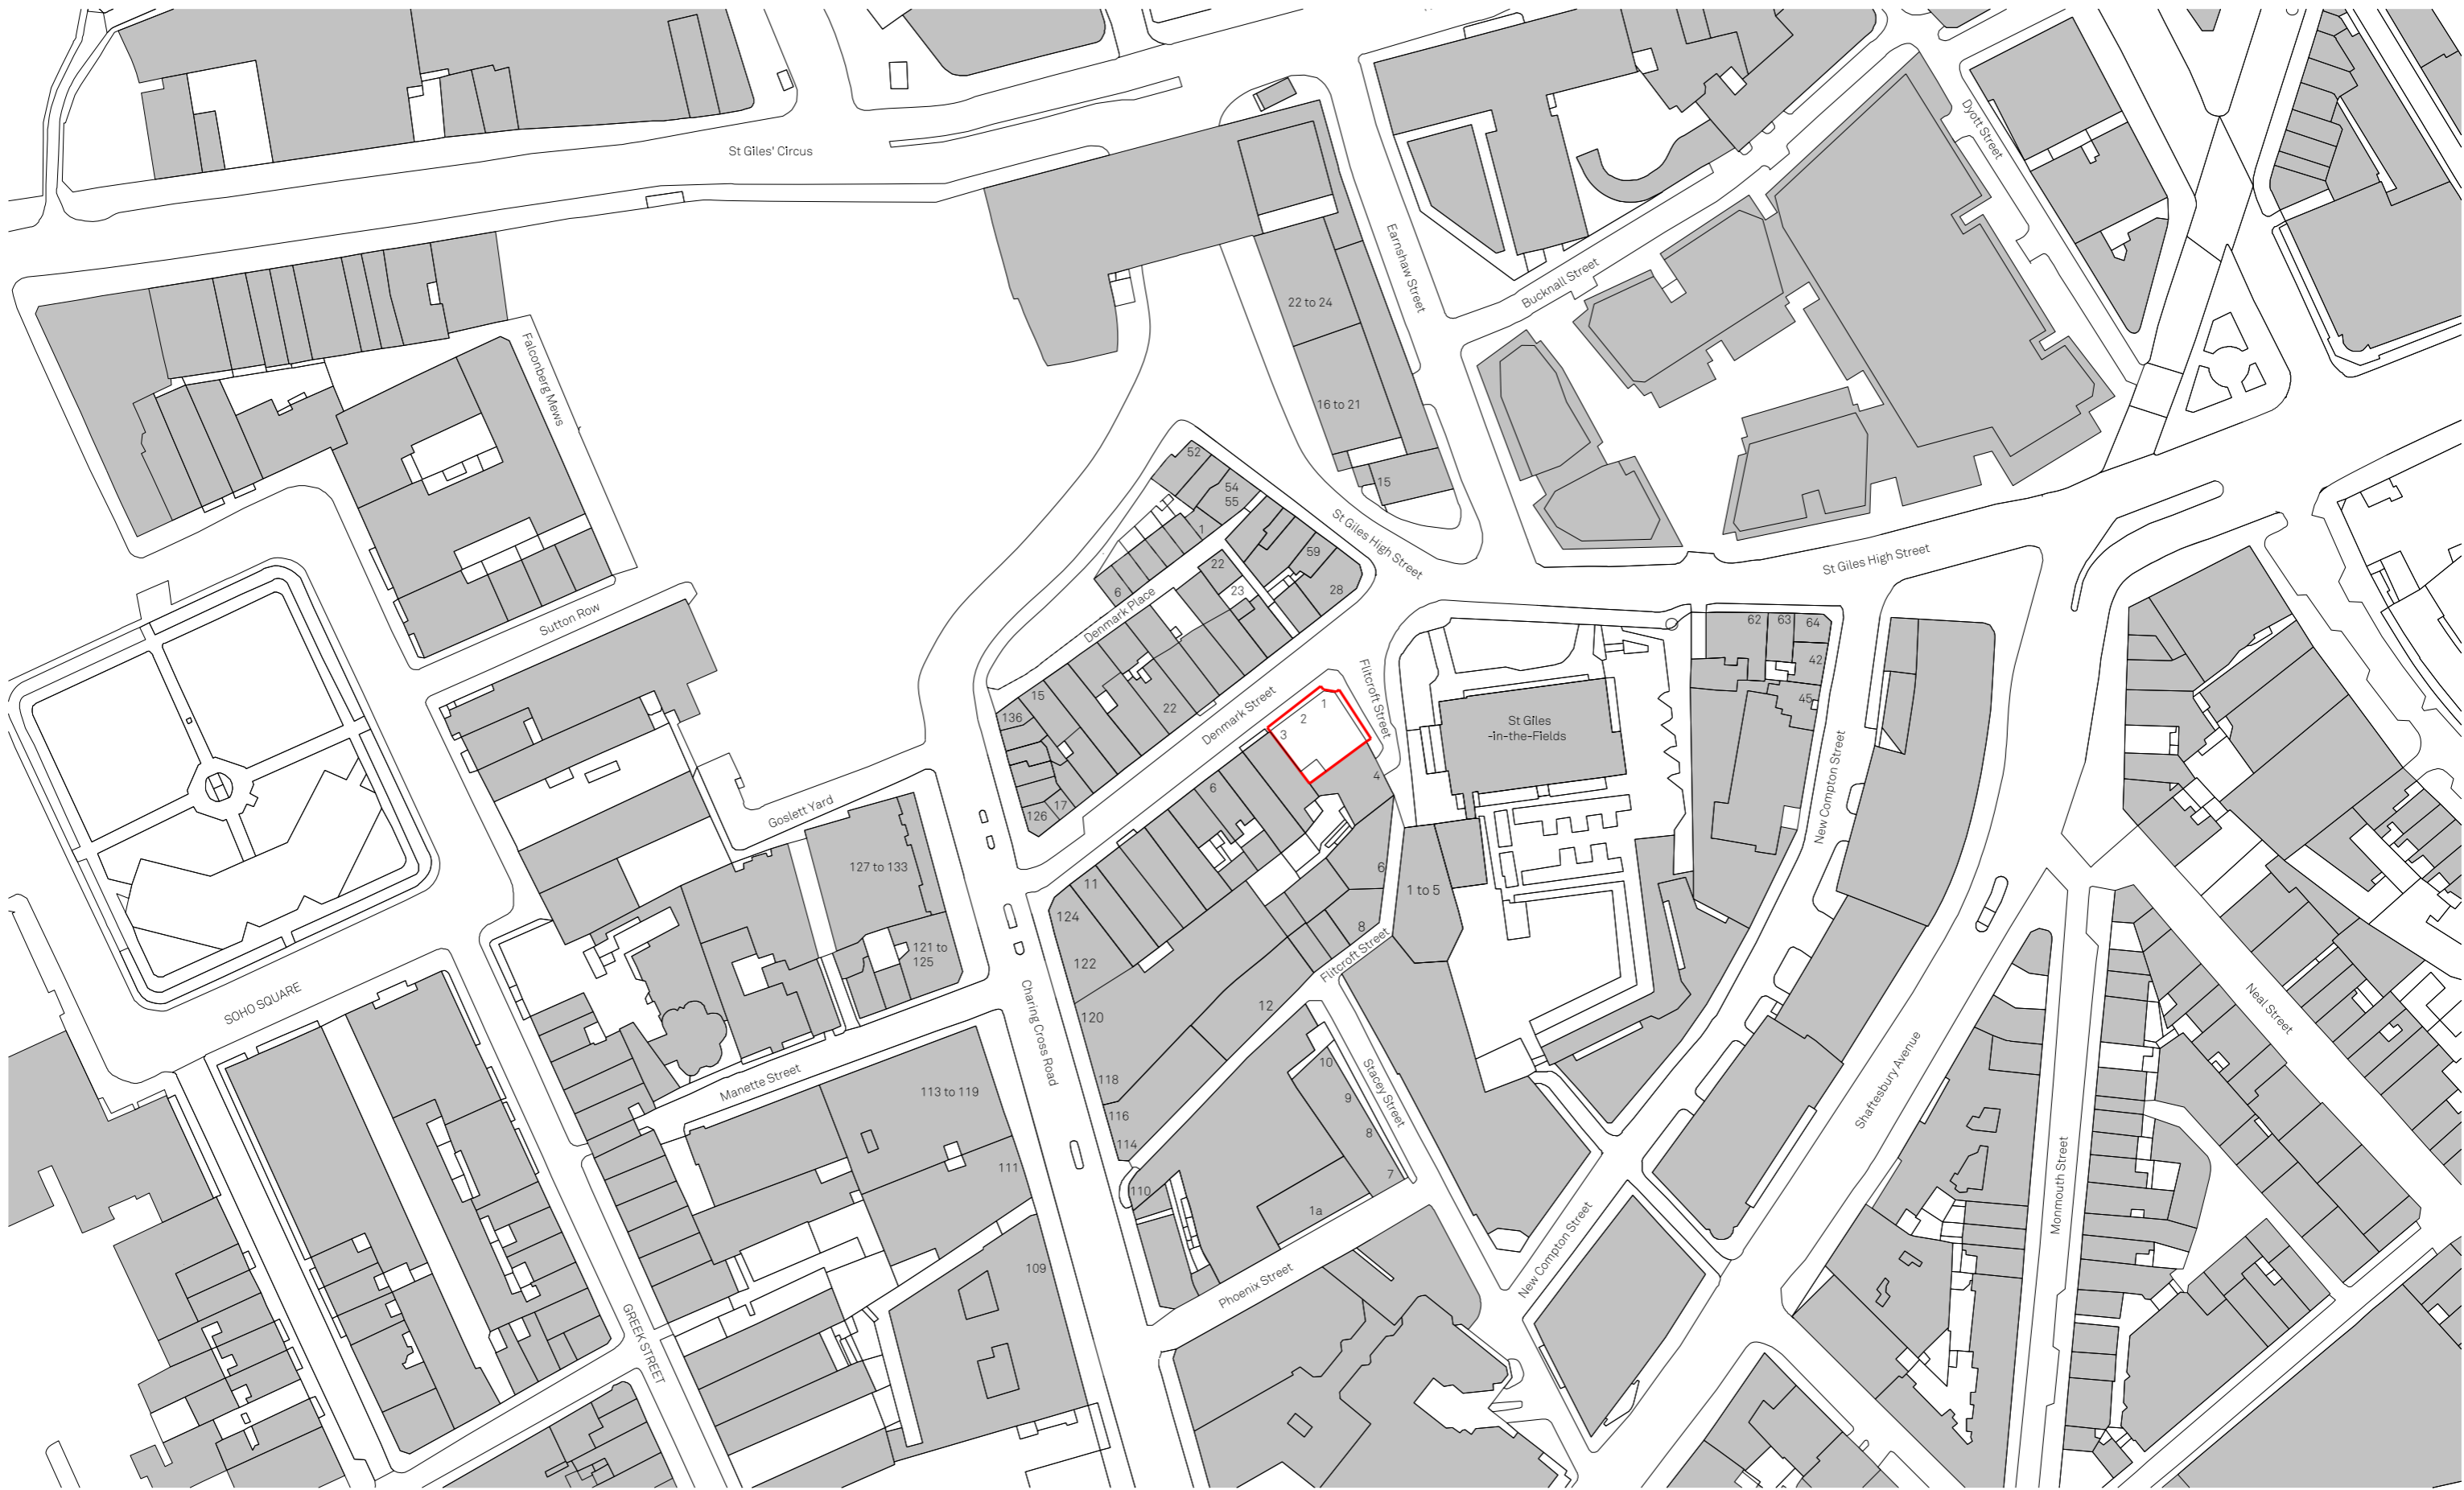 St Giles' Circus
Dyott Street
Earnshaw Street
Bucknall Street
22 to 24
Falconberg Mews
16 to 21
52
54
55
15
1
St Giles High Street
59
St Giles High Street
22
23
28
6
Denmark Place
Sutton Row
62
63
64
42
45
15
136
22
Denmark Street
Flitcroft Street
1
2
3
4
St Giles
-in-the-Fields
New Compton Street
6
17
126
Goslett Yard
127 to 133
11
6
1 to 5
124
8
121 to
125
122
Flitcroft Street
SOHO SQUARE
12
120
Charing Cross Road
Neal Street
Manette Street
118
113 to 119
116
114
10
9
8
7
Stacey Street
Shaftesbury Avenue
111
110
1a
Monmouth Street
109
Phoenix Street
New Compton Street
GREEK STREET